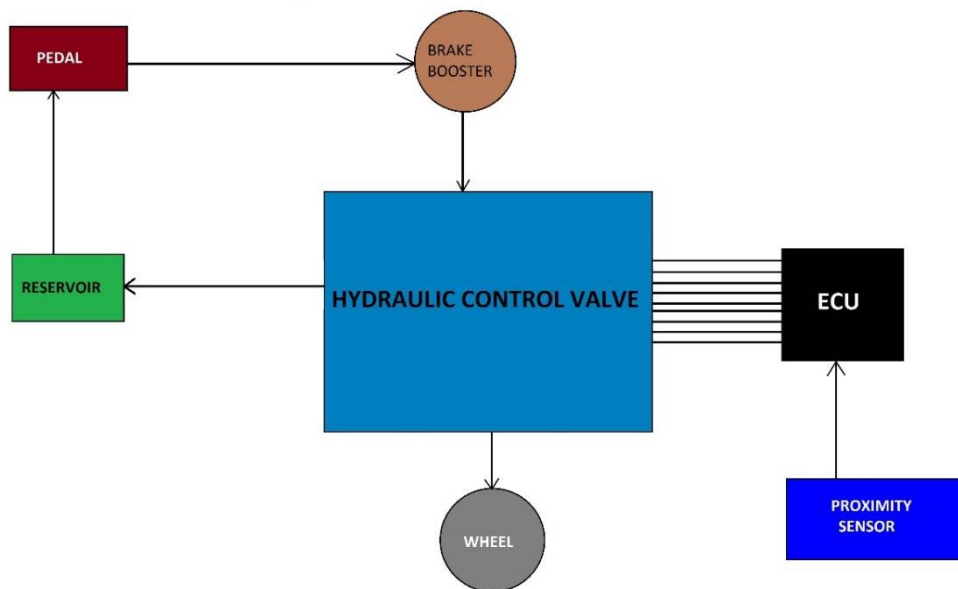 PEDAL
BRAKE
BOOSTER
RESERVOIR
HYDRAULIC CONTROL VALVE
ECU
PROXIMITY
SENSOR
WHEEL